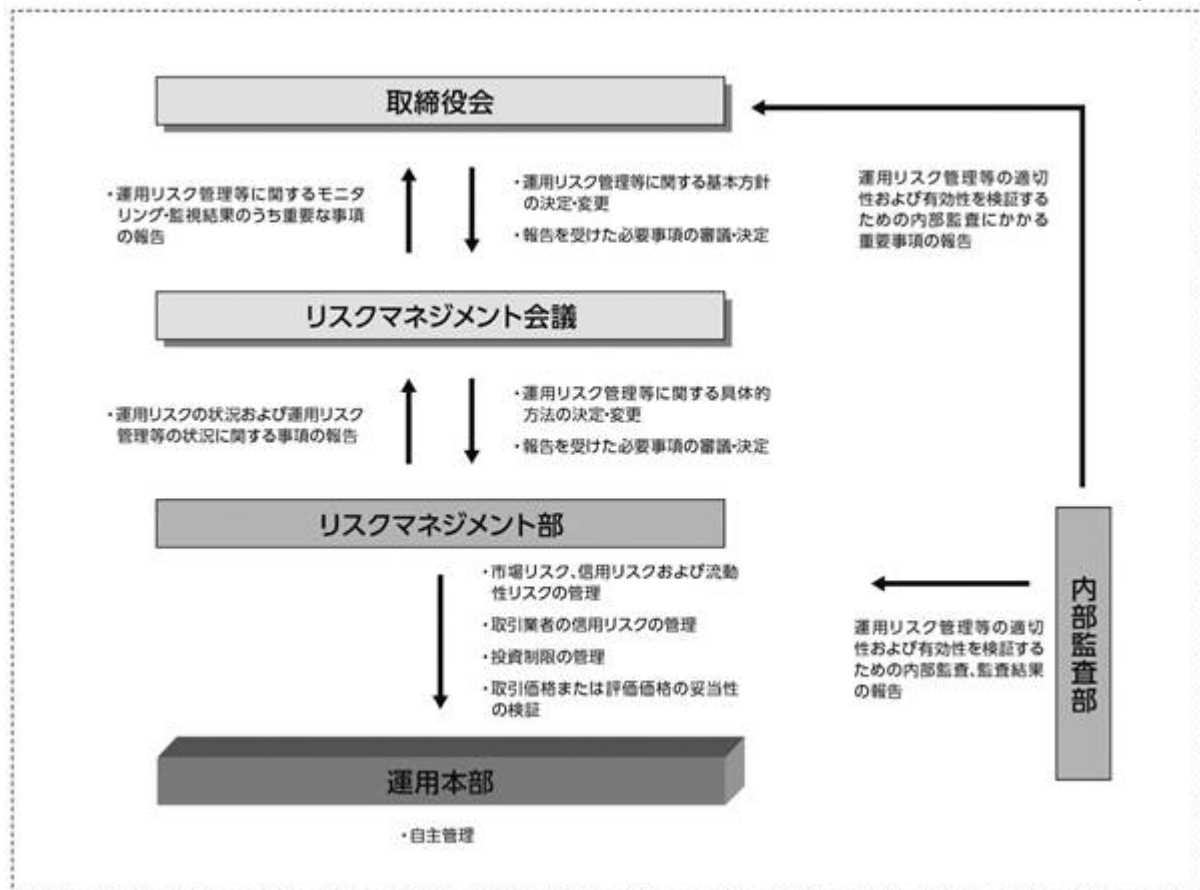 取締役会
・運用リスク管理等に関するモニタ
リング・監視結果のうち重要な事項
の報告
・運用リスク管理等に関する基本方針
の決定・変更
・報告を受けた必要事項の審議・決定
運用リスク管理等の適切
性および有効性を検証す
るための内部監査にかかる
重要事項の報告
リスクマネジメント会議
・運用リスクの状況および運用リスク
管理等の状況に関する事項の報告
・運用リスク管理等に関する具体的
方法の決定・変更
・報告を受けた必要事項の審議・決定
リスクマネジメント部
・市場リスク、信用リスクおよび流動
性リスクの管理
・取引業者の信用リスクの管理
・投資制限の管理
・取引価格または評価価格の妥当性
の検証
運用リスク管理等の適切
性および有効性を検証する
ための内部監査、監査結果
の報告
内部監査部
運用本部
・自主管理